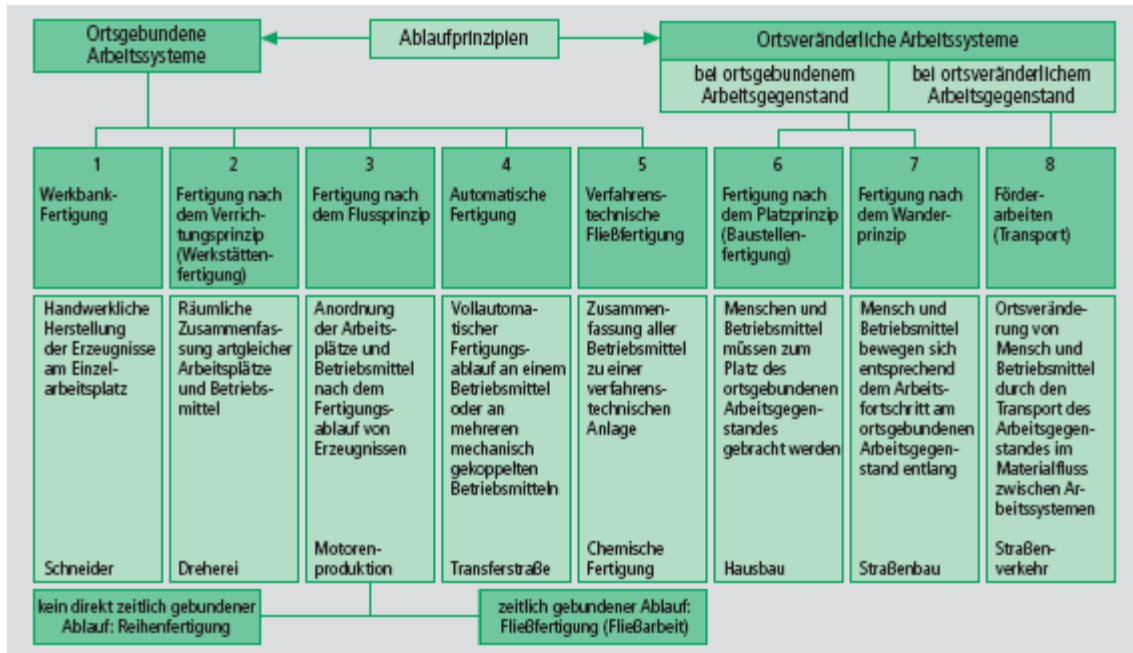 Ortsgebundene
Arbeitssysteme
Ablaufprinzipien
Ortsveränderliche Arbeitssysteme
bei ortsgebundenem
Arbeitsgegenstand
bei ortsveränderlichem
Arbeitsgegenstand
1
Werkbank-
Fertigung
2
Fertigung nach
dem Verrich-
tungsprinzip
(Werkstätten-
fertigung)
3
Fertigung nach
dem Flussprinzip
4
Automatische
Fertigung
5
Verfahrens-
technische
Fließfertigung
6
Fertigung nach
dem Platzprinzip
(Baustellen-
fertigung)
7
Fertigung nach
dem Wander-
prinzip
8
Förder-
arbeiten
(Transport)
Handwerkliche
Herstellung
der Erzeugnisse
am Einzel-
arbeitsplatz
Schneider
Räumliche
Zusammenfas-
sung artgleicher
Arbeitsplätze
und Betriebs-
mittel
Dreherei
Anordnung
der Arbeits-
plätze und
Betriebsmittel
nach dem
Fertigungs-
ablauf von
Erzeugnissen
Motoren-
produktion
Vollautoma-
tischer
Fertigungs-
ablauf an einem
Betriebsmittel
oder an
mehreren
mechanisch
gekoppelten
Betriebsmitteln
Transferstraße
Zusammen-
fassung aller
Betriebsmittel
zu einer
verfahrens-
technischen
Anlage
Chemische
Fertigung
Menschen und
Betriebsmittel
müssen zum
Platz des
ortsgebundenen
Arbeitsgegen-
standes
gebracht werden
Hausbau
Mensch und
Betriebsmittel
bewegen sich
entsprechend
dem Arbeits-
fortschritt am
ortsgebundenen
Arbeitsgegen-
stand entlang
Straßenbau
Ortsverände-
rung von
Mensch und
Betriebsmittel
durch den
Transport des
Arbeitsgegen-
standes im
Materialfluss
zwischen Ar-
beitssystemen
Straßen-
verkehr
kein direkt zeitlich gebundener
Ablauf: Reihenfertigung
zeitlich gebundener Ablauf:
Fließfertigung (Fließarbeit)